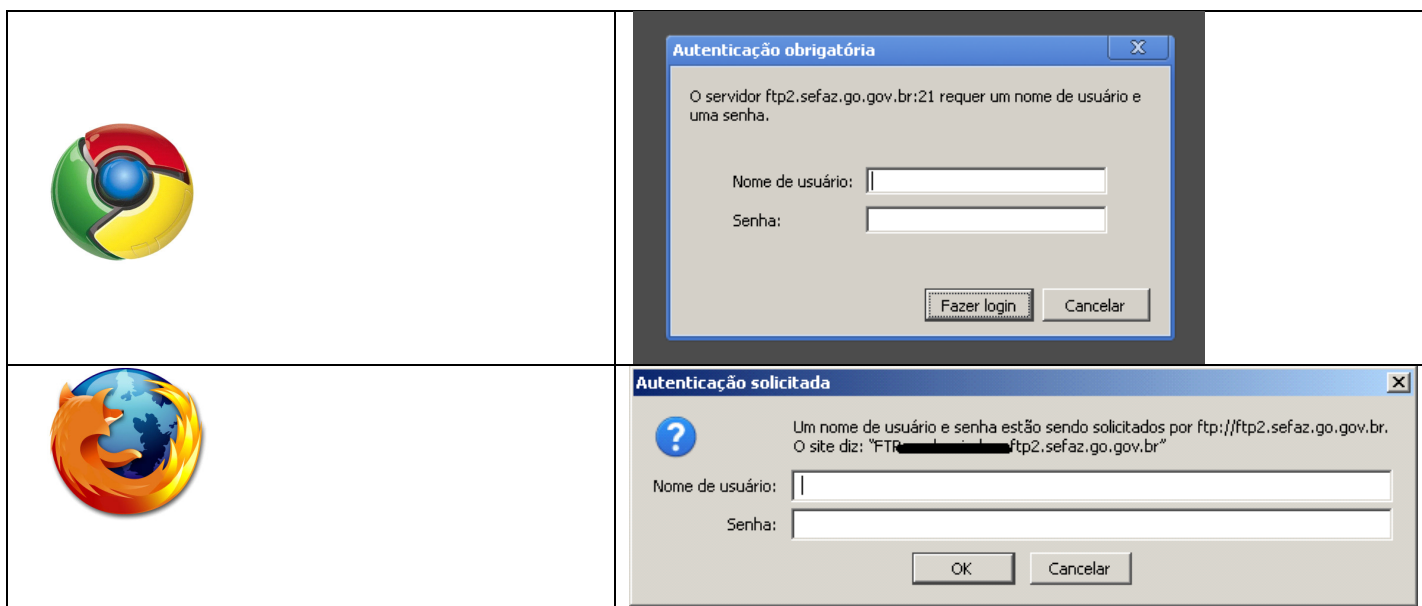 Autenticação obrigatória
O servidor ftp2.sefaz.go.gov.br:21 requer um nome de usuário e
uma senha.
Nome de usuário:
Senha:
Fazer login Cancelar
Autenticação solicitada
Um nome de usuário e senha estão sendo solicitados por ftp://ftp2.sefaz.go.gov.br.
O site diz: "FTP ftp2.sefaz.go.gov.br"
Nome de usuário:
Senha:
OK Cancelar